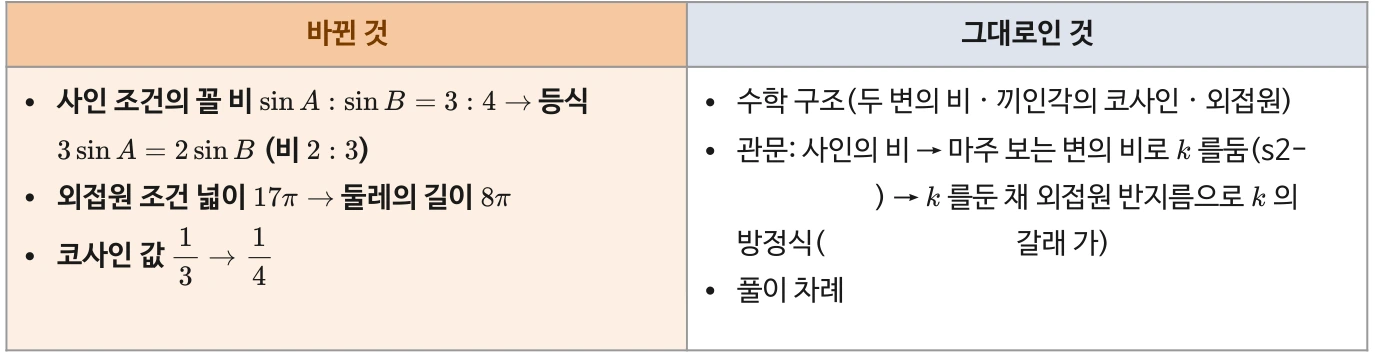 바뀐 것
그대로인 것
• 사인 조건의 꼴 비 sin A : sin B = 3 : 4 → 등식
3 sin A = 2 sin B (비 2 : 3)
• 외접원 조건 넓이 17π → 둘레의 길이 8π
• 코사인 값 1/3 → 1/4
• 수학 구조(두 변의 비 · 끼인각의 코사인 · 외접원)
• 관문: 사인의 비 → 마주 보는 변의 비로 k 를둠(s2-
) → k 를둔 채 외접원 반지름으로 k 의
방정식( 갈래 가)
• 풀이 차례